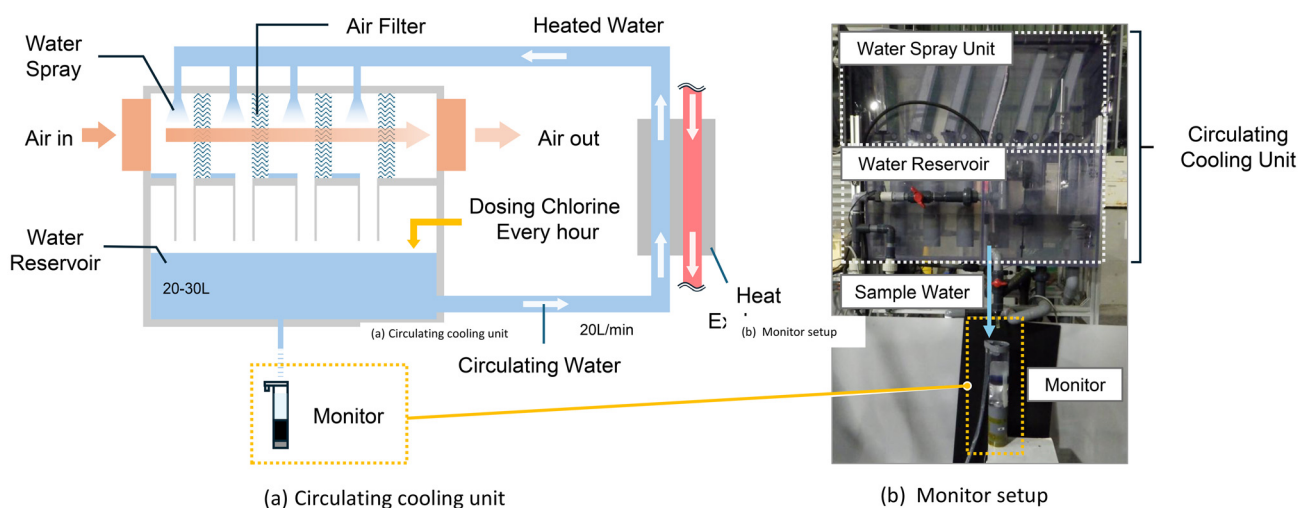 Water
Spray
Air Filter
Heated Water
Air in
Air out
Dosing Chlorine
Every hour
Water
Reservoir
20-30L
Heat
(a) Circulating cooling unit
20L/min
(b) Monitor setup
Circulating Water
Monitor
(a) Circulating cooling unit
Water Spray Unit
Water Reservoir
Circulating
Cooling Unit
Sample Water
Monitor
(b) Monitor setup